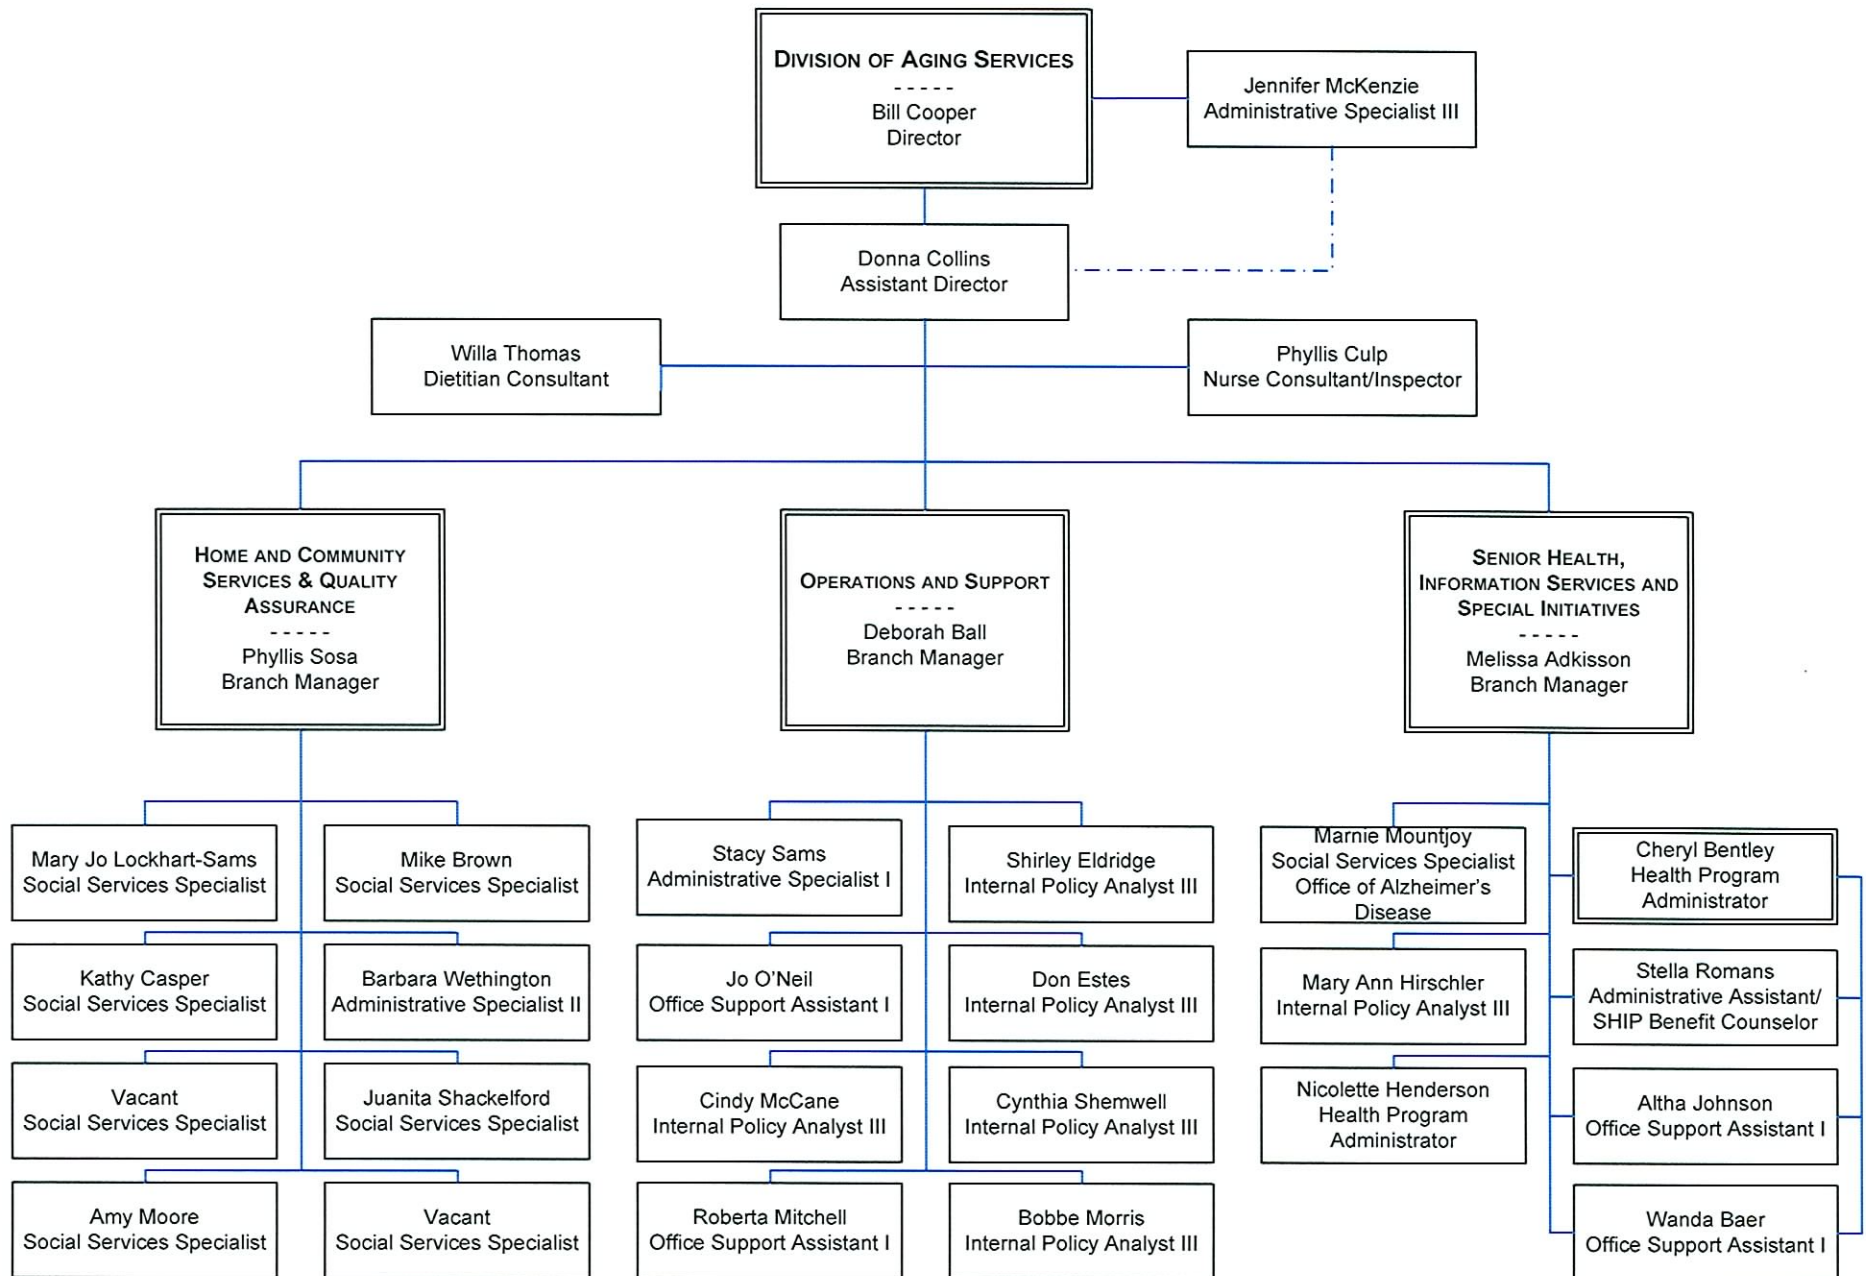 DIVISION OF AGING SERVICES
- - - - -
Bill Cooper
Director
Jennifer McKenzie
Administrative Specialist III
Donna Collins
Assistant Director
Willa Thomas
Dietitian Consultant
Phyllis Culp
Nurse Consultant/Inspector
HOME AND COMMUNITY
SERVICES & QUALITY
ASSURANCE
- - - - -
Phyllis Sosa
Branch Manager
OPERATIONS AND SUPPORT
- - - - -
Deborah Ball
Branch Manager
SENIOR HEALTH,
INFORMATION SERVICES AND
SPECIAL INITIATIVES
- - - - -
Melissa Adkisson
Branch Manager
Mary Jo Lockhart-Sams
Social Services Specialist
Mike Brown
Social Services Specialist
Kathy Casper
Social Services Specialist
Barbara Wethington
Administrative Specialist II
Vacant
Social Services Specialist
Juanita Shackelford
Social Services Specialist
Amy Moore
Social Services Specialist
Vacant
Social Services Specialist
Stacy Sams
Administrative Specialist I
Shirley Eldridge
Internal Policy Analyst III
Jo O'Neil
Office Support Assistant I
Don Estes
Internal Policy Analyst III
Cindy McCane
Internal Policy Analyst III
Cynthia Shemwell
Internal Policy Analyst III
Roberta Mitchell
Office Support Assistant I
Bobbe Morris
Internal Policy Analyst III
Marnie Mountjoy
Social Services Specialist
Office of Alzheimer's
Disease
Cheryl Bentley
Health Program
Administrator
Mary Ann Hirschler
Internal Policy Analyst III
Stella Romans
Administrative Assistant/
SHIP Benefit Counselor
Nicolette Henderson
Health Program
Administrator
Altha Johnson
Office Support Assistant I
Wanda Baer
Office Support Assistant I